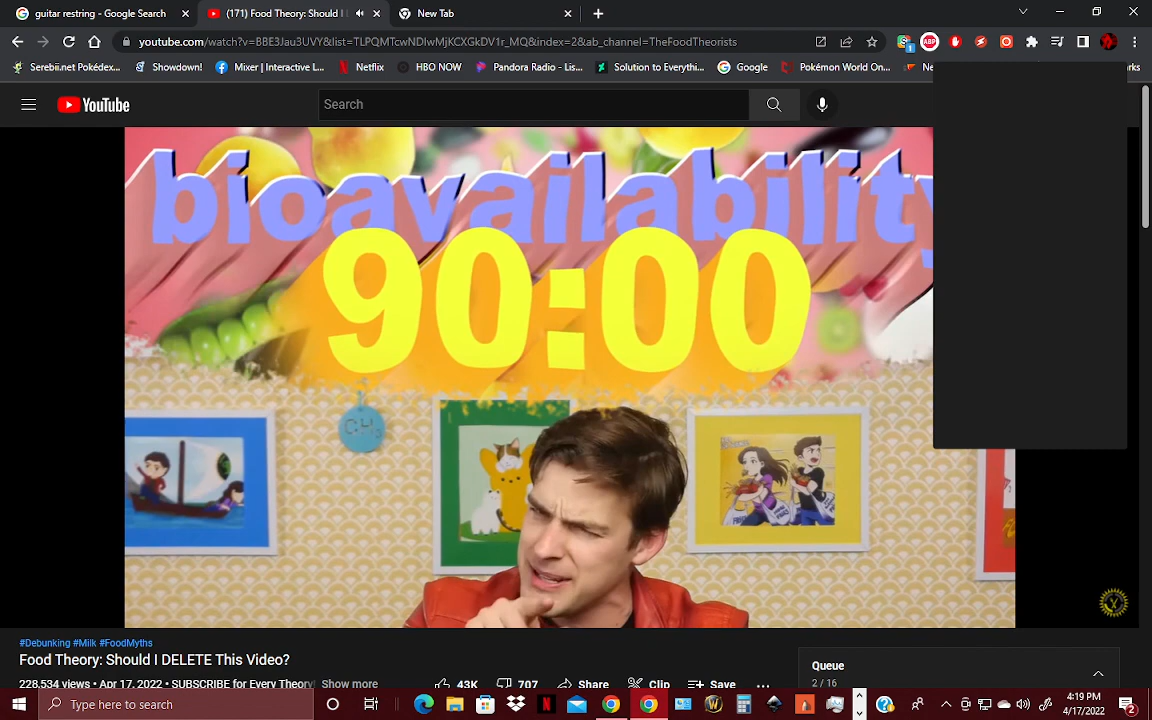 guitar restring - Google Search
(171) Food Theory: Should I
New Tab
youtube.com/watch?v=BBE3Jau3UVY&list=TLPQMTcwNDIwMjKCXGkDV1r_MQ&index=2&ab_channel=TheFoodTheorists
ABP
Serebii.net Pokédex...
Showdown!
Mixer | Interactive L...
Netflix
HBO NOW
Pandora Radio - Lis...
Solution to Everythi...
Google
Pokémon World On...
YouTube
Search
bioavailability
90:00
CH3
#Debunking #Milk #FoodMyths
Food Theory: Should I DELETE This Video?
228,534 views • Apr 17, 2022 • SUBSCRIBE for Every Theory
Show more
43K
707
Share
Clip
Save
Queue
2 / 16
Type here to search
4:19 PM
4/17/2022
2